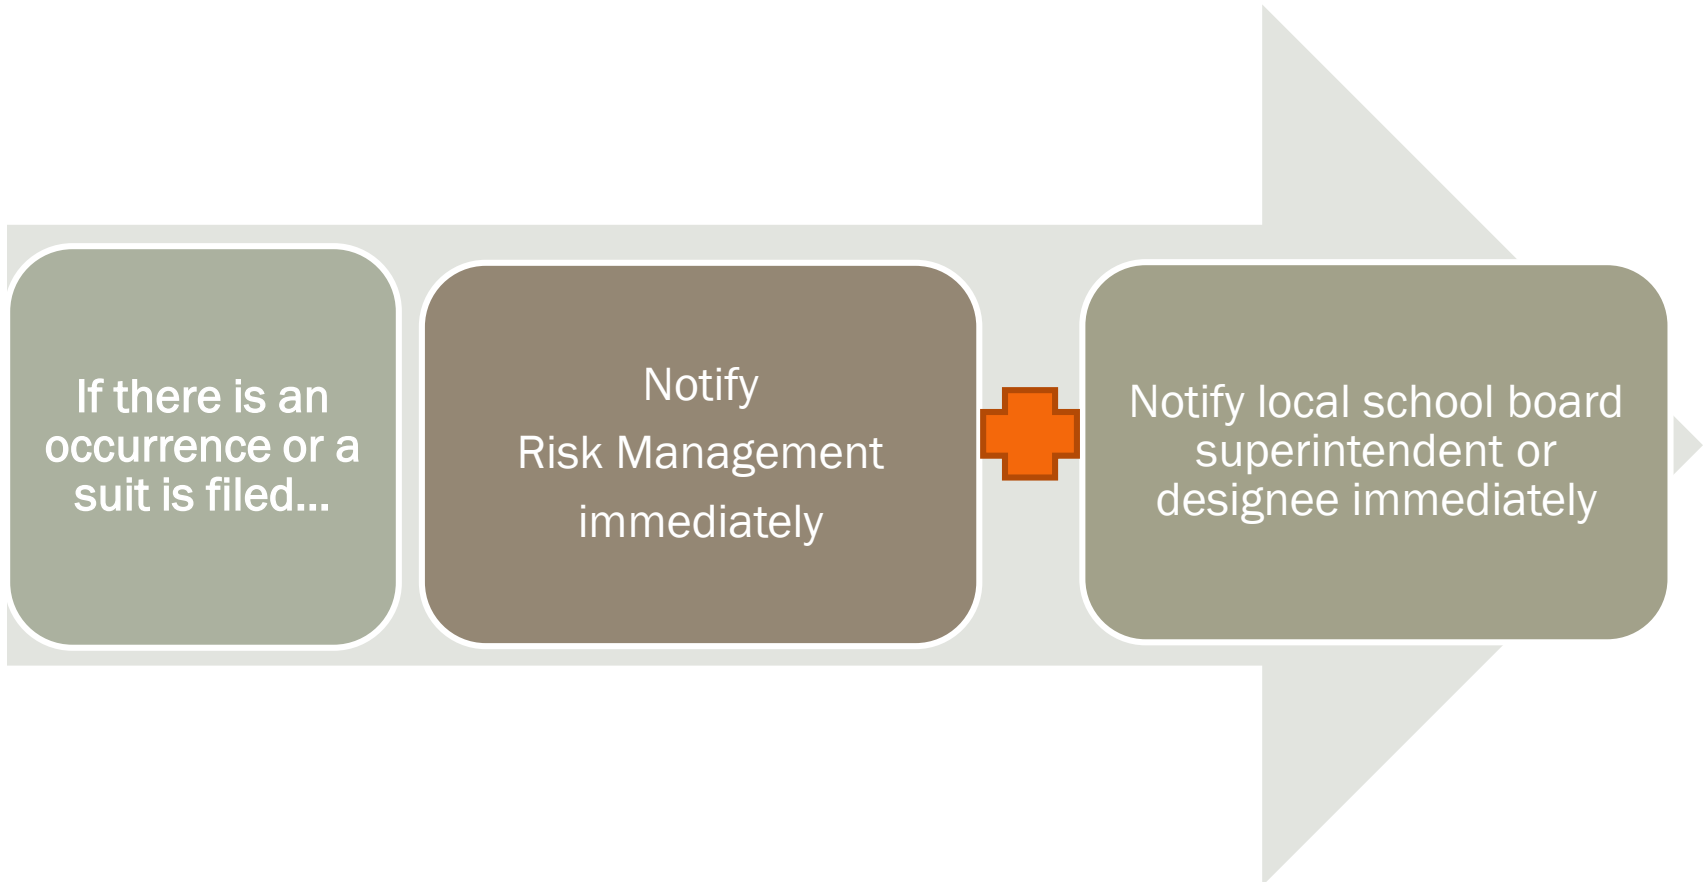 If there is an
occurrence or a
suit is filed...
Notify
Risk Management
immediately
Notify local school board
superintendent or
designee immediately